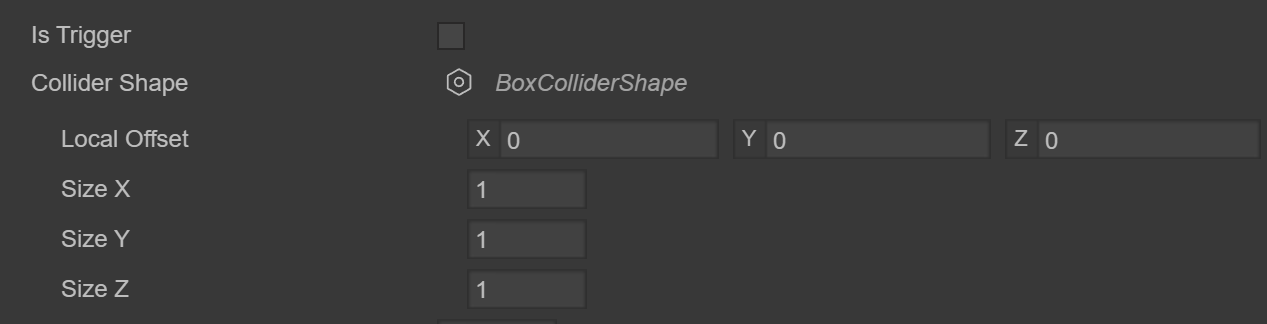 Is Trigger
Collider Shape BoxColliderShape
Local Offset X 0 Y 0 Z 0
Size X 1
Size Y 1
Size Z 1